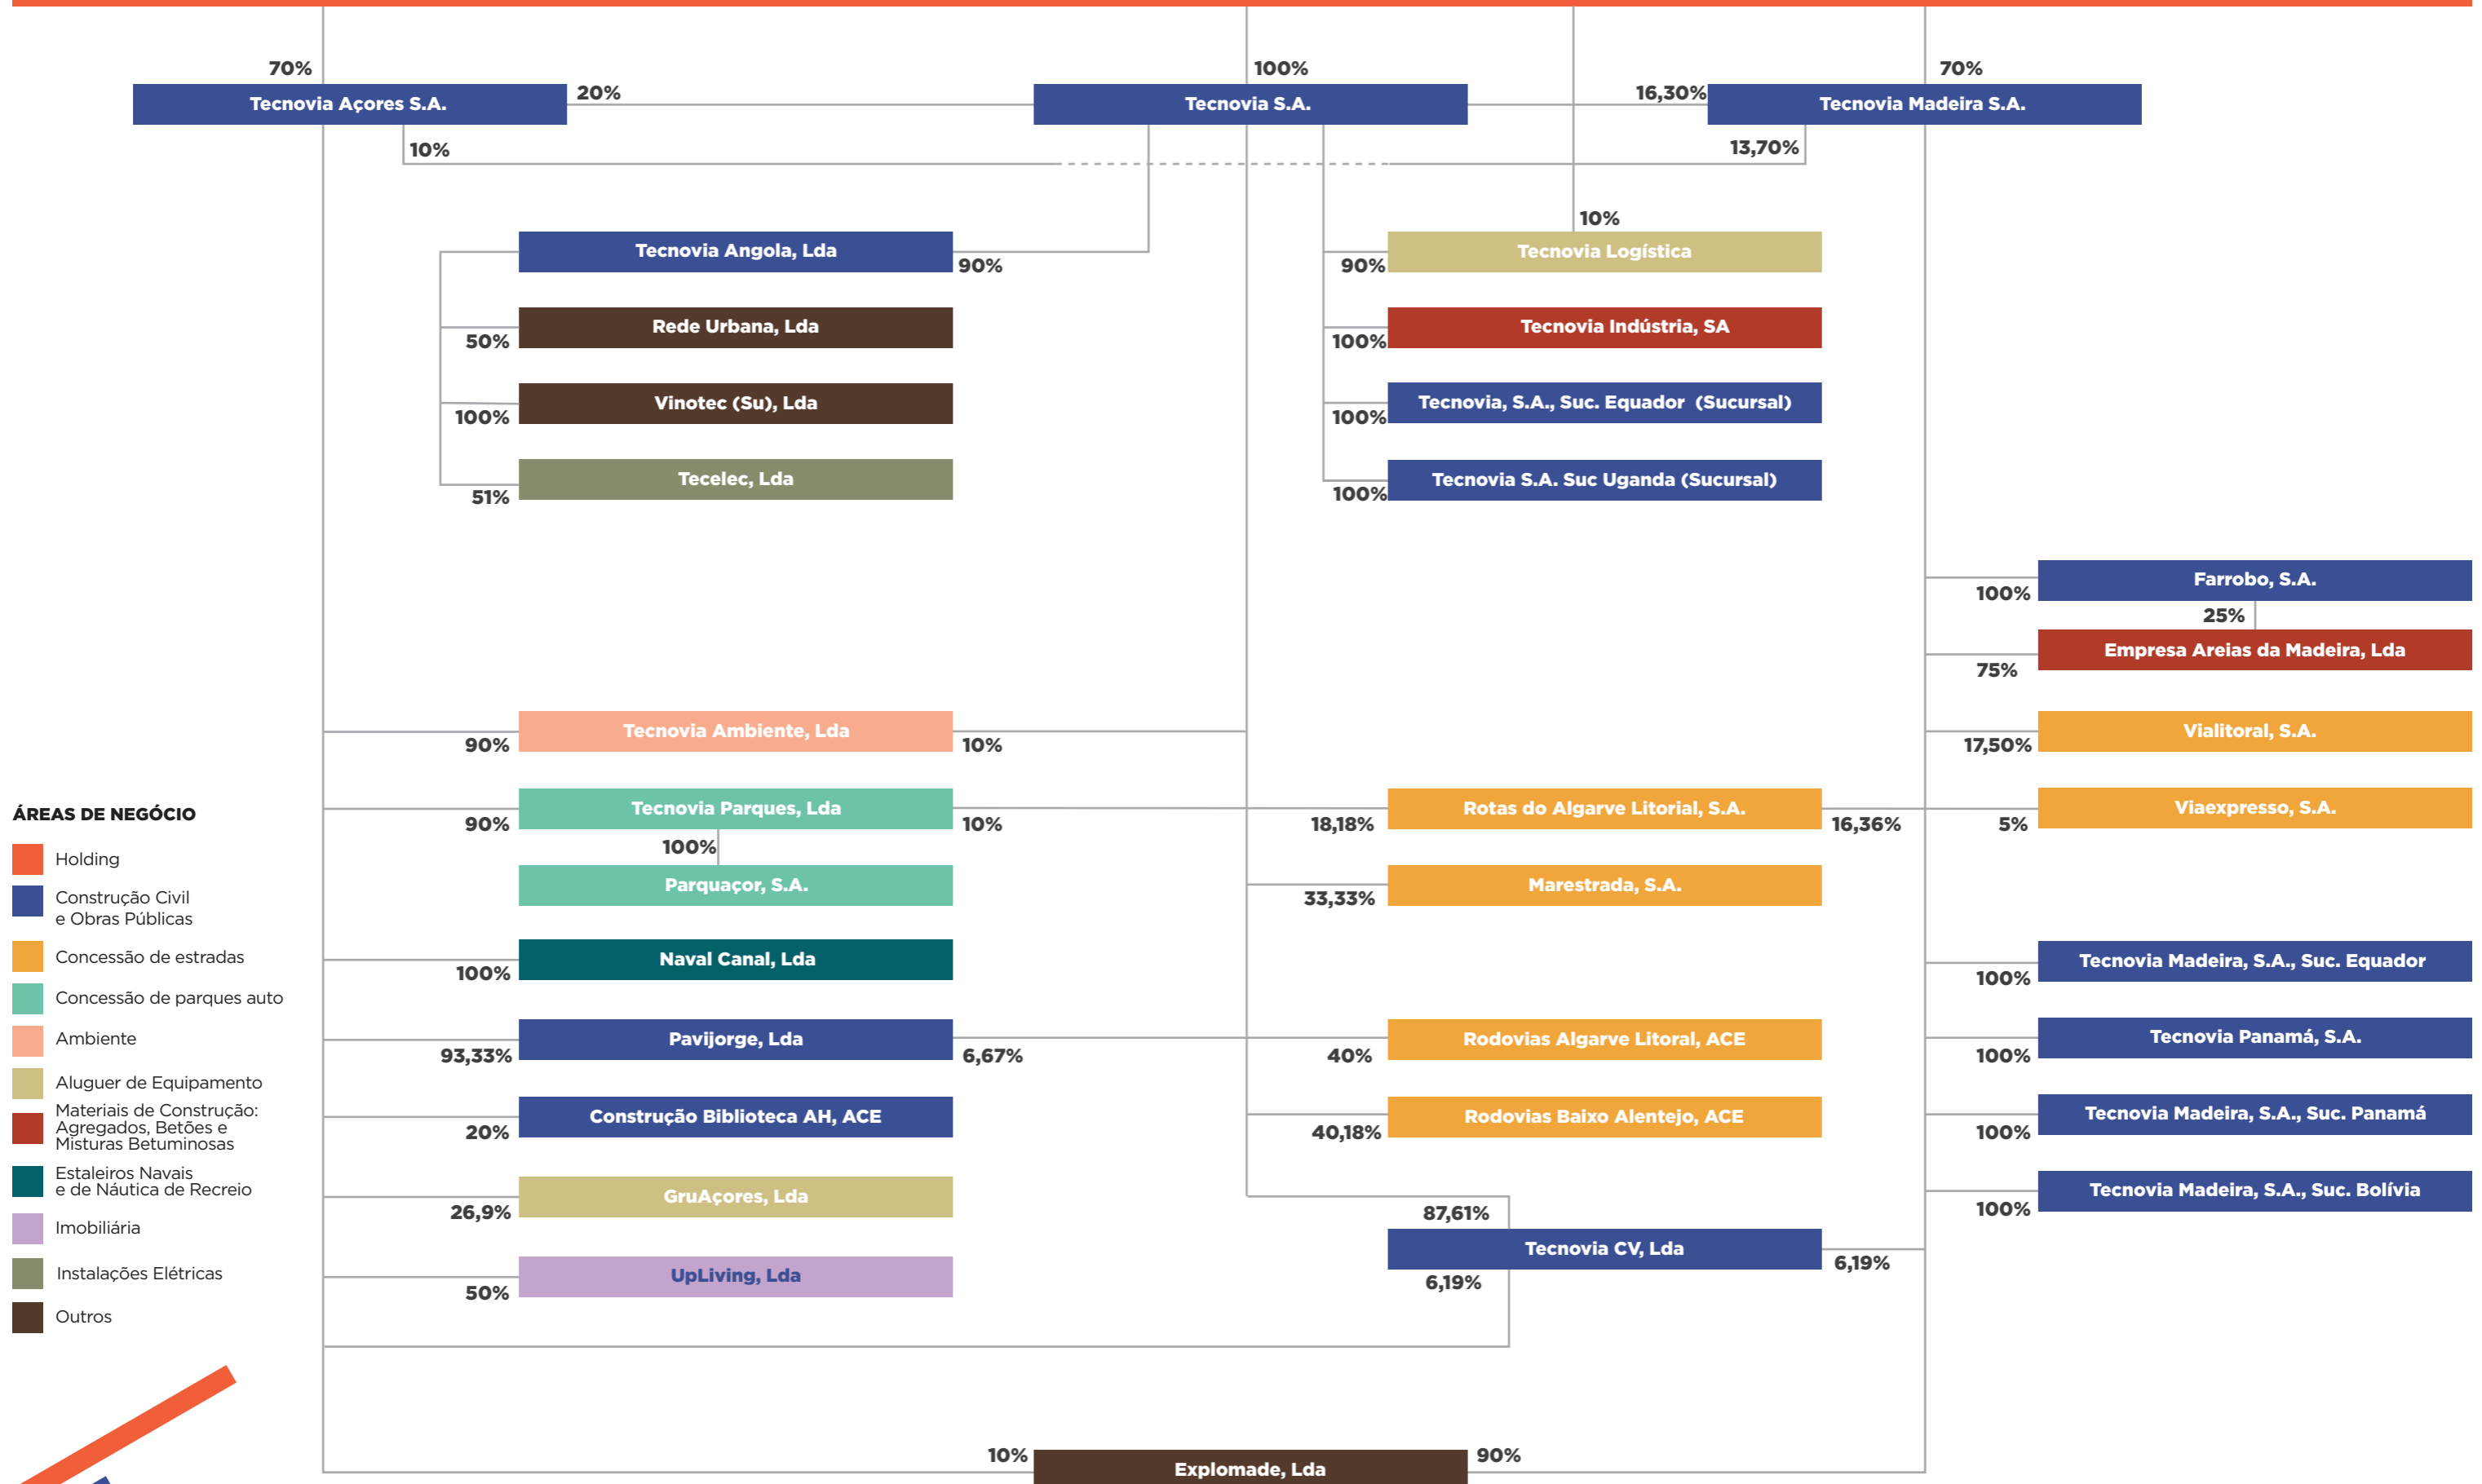 70%
100%
70%
Tecnovia Açores S.A.
20%
Tecnovia S.A.
16,30%
Tecnovia Madeira S.A.
10%
13,70%
10%
Tecnovia Angola, Lda
90%
90%
Tecnovia Logística
50%
Rede Urbana, Lda
100%
Tecnovia Indústria, SA
100%
Vinotec (Su), Lda
100%
Tecnovia, S.A., Suc. Equador (Sucursal)
51%
Tecelec, Lda
100%
Tecnovia S.A. Suc Uganda (Sucursal)
100%
Farrobo, S.A.
25%
75%
Empresa Areias da Madeira, Lda
90%
Tecnovia Ambiente, Lda
10%
17,50%
Vialitoral, S.A.
90%
Tecnovia Parques, Lda
10%
18,18%
Rotas do Algarve Litorial, S.A.
16,36%
5%
Viaexpresso, S.A.
100%
Parquaçor, S.A.
33,33%
Marestrada, S.A.
100%
Naval Canal, Lda
100%
Tecnovia Madeira, S.A., Suc. Equador
93,33%
Pavijorge, Lda
6,67%
40%
Rodovias Algarve Litoral, ACE
100%
Tecnovia Panamá, S.A.
20%
Construção Biblioteca AH, ACE
40,18%
Rodovias Baixo Alentejo, ACE
100%
Tecnovia Madeira, S.A., Suc. Panamá
26,9%
GruAçores, Lda
87,61%
100%
Tecnovia Madeira, S.A., Suc. Bolívia
50%
UpLiving, Lda
Tecnovia CV, Lda
6,19%
6,19%
10%
Explomade, Lda
90%
ÁREAS DE NEGÓCIO
Holding
Construção Civil
e Obras Públicas
Concessão de estradas
Concessão de parques auto
Ambiente
Aluguer de Equipamento
Materiais de Construção:
Agregados, Betões e
Misturas Betuminosas
Estaleiros Navais
e de Náutica de Recreio
Imobiliária
Instalações Elétricas
Outros